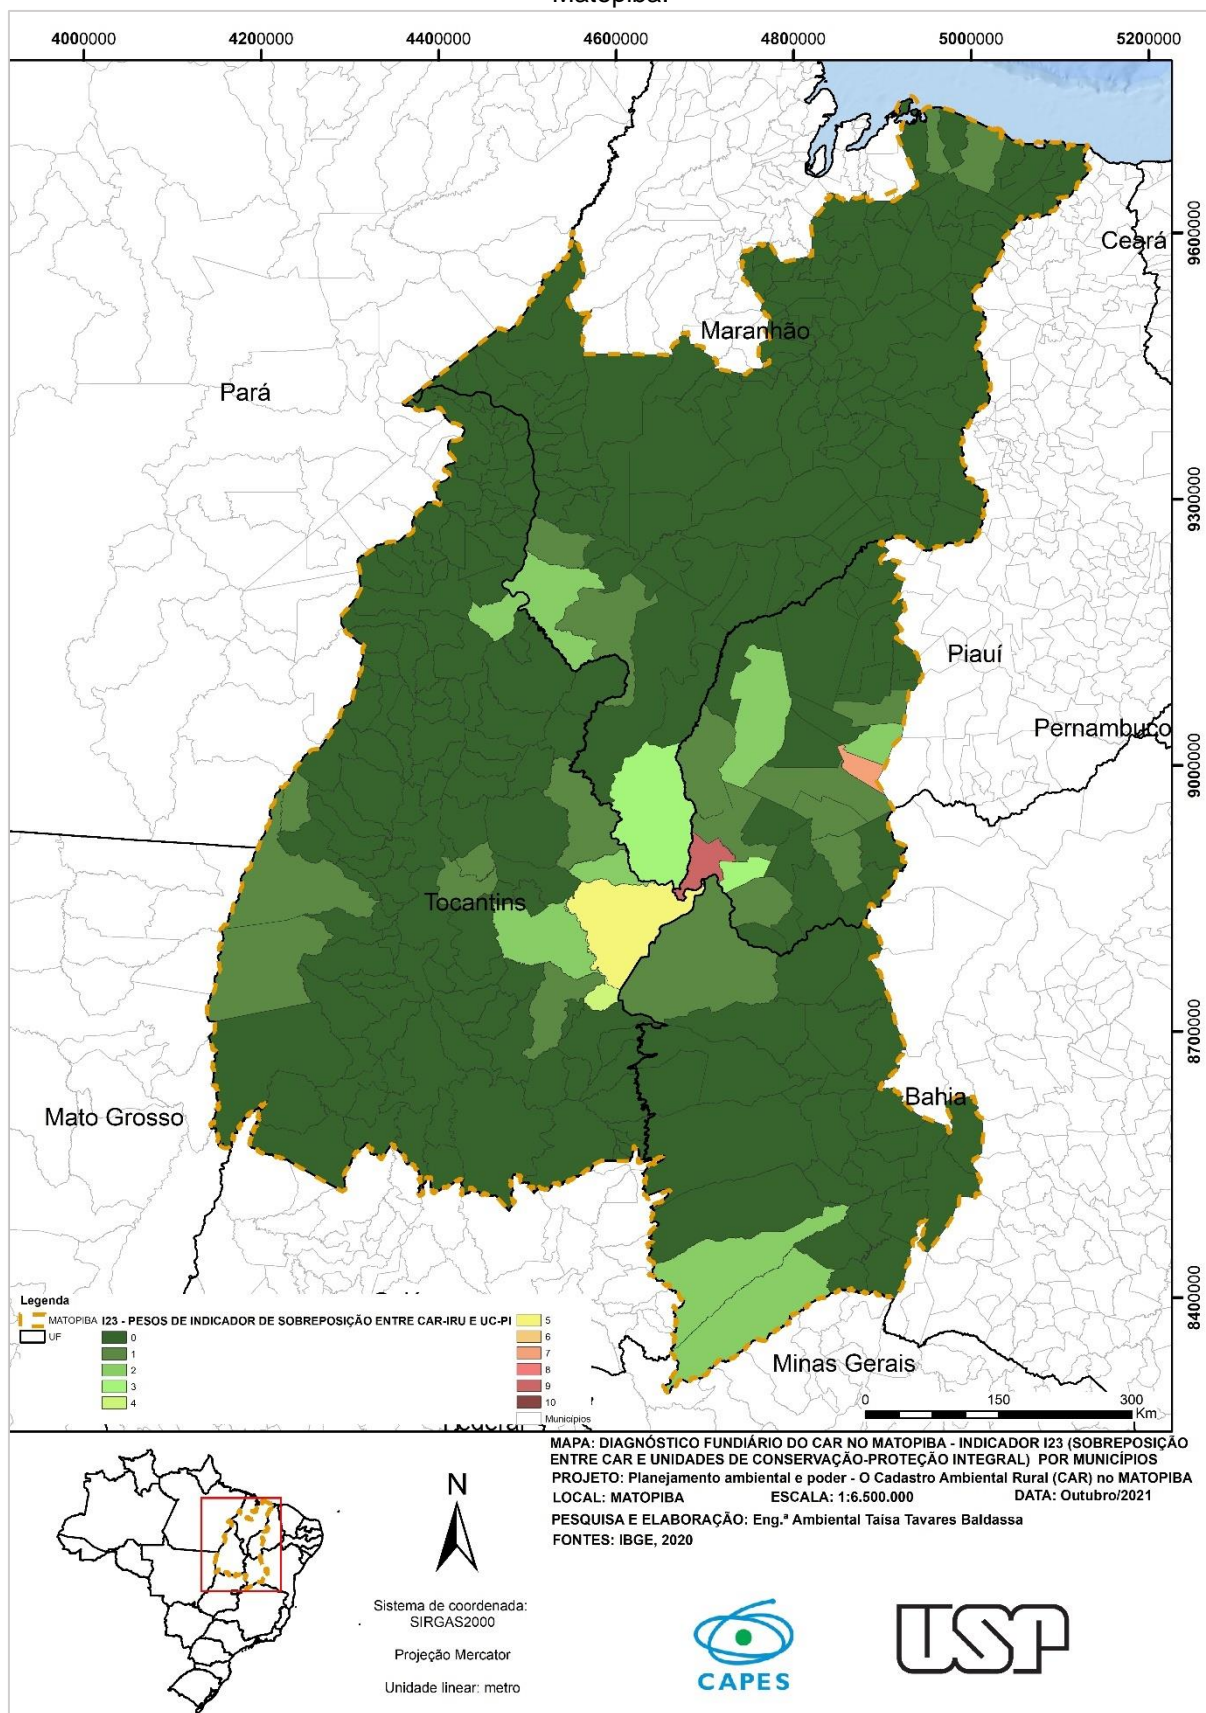 Matopiba.
4000000 4200000 4400000 4600000 4800000 5000000 5200000
Ceará
9600000
Maranhão
Pará
9300000
Piauí
Pernambuco
9000000
Tocantins
8700000
Bahia
Mato Grosso
8400000
Minas Gerais
Legenda
MATOPIBA
UF
I23 - PESOS DE INDICADOR DE SOBREPOSIÇÃO ENTRE CAR-IRU E UC-PI
0
1
2
3
4
5
6
7
8
9
10
Municípios
0 150 300
Km
MAPA: DIAGNÓSTICO FUNDIÁRIO DO CAR NO MATOPIBA - INDICADOR I23 (SOBREPOSIÇÃO
ENTRE CAR E UNIDADES DE CONSERVAÇÃO-PROTEÇÃO INTEGRAL) POR MUNICÍPIOS
PROJETO: Planejamento ambiental e poder - O Cadastro Ambiental Rural (CAR) no MATOPIBA
LOCAL: MATOPIBA ESCALA: 1:6.500.000 DATA: Outubro/2021
PESQUISA E ELABORAÇÃO: Eng.ª Ambiental Taísa Tavares Baldassa
FONTES: IBGE, 2020
N
Sistema de coordenada:
SIRGAS2000
Projeção Mercator
Unidade linear: metro
CAPES
USP